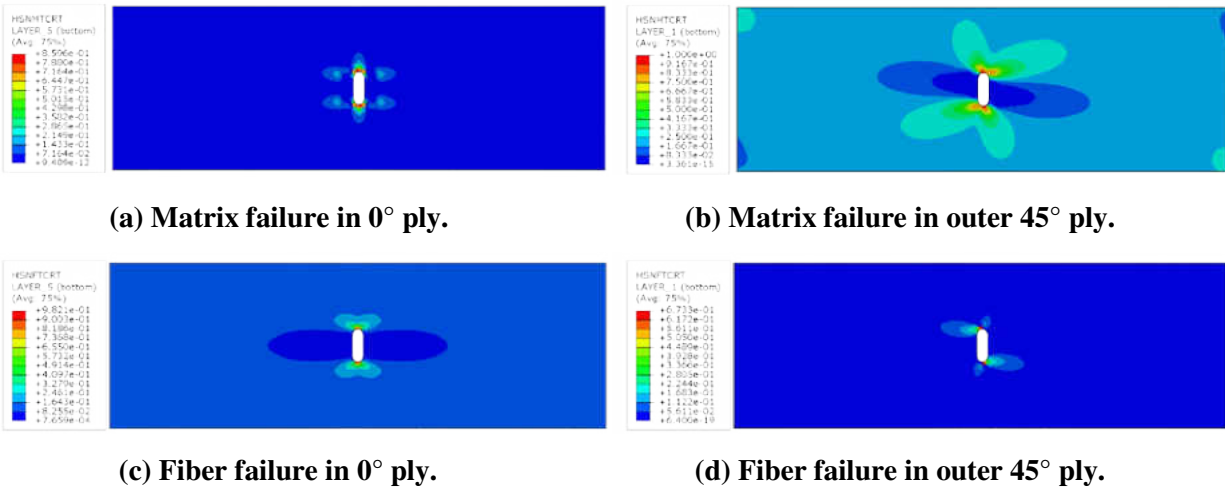 HSNMTCRT
LAYER_5 (bottom)
(Avg: 75%)
+8.596e-01
+7.880e-01
+7.164e-01
+6.447e-01
+5.731e-01
+5.015e-01
+4.298e-01
+3.582e-01
+2.865e-01
+2.149e-01
+1.433e-01
+7.164e-02
+9.406e-12
HSNMTCRT
LAYER_1 (bottom)
(Avg: 75%)
+1.000e+00
+9.167e-01
+8.333e-01
+7.500e-01
+6.667e-01
+5.833e-01
+5.000e-01
+4.167e-01
+3.333e-01
+2.500e-01
+1.667e-01
+8.333e-02
+3.361e-15
(a) Matrix failure in 0° ply.
(b) Matrix failure in outer 45° ply.
HSNFTCRT
LAYER_5 (bottom)
(Avg: 75%)
+9.821e-01
+9.003e-01
+8.186e-01
+7.368e-01
+6.550e-01
+5.732e-01
+4.914e-01
+4.097e-01
+3.279e-01
+2.461e-01
+1.643e-01
+8.255e-02
+7.659e-04
HSNFTCRT
LAYER_1 (bottom)
(Avg: 75%)
+6.733e-01
+6.172e-01
+5.611e-01
+5.050e-01
+4.489e-01
+3.928e-01
+3.366e-01
+2.805e-01
+2.244e-01
+1.683e-01
+1.122e-01
+5.611e-02
+6.400e-19
(c) Fiber failure in 0° ply.
(d) Fiber failure in outer 45° ply.